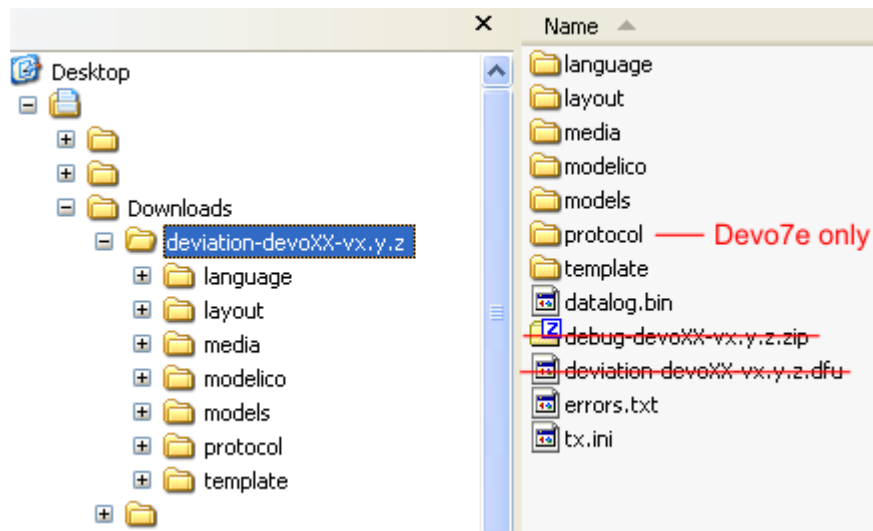 Desktop
Downloads
deviation-devoXX-vx.y.z
language
layout
media
modelico
models
protocol
template
Name
language
layout
media
modelico
models
protocol Devo7e only
template
datalog.bin
debug-devoXX-vx.y.z.zip
deviation-devoXX-vx.y.z.dfu
errors.txt
tx.ini